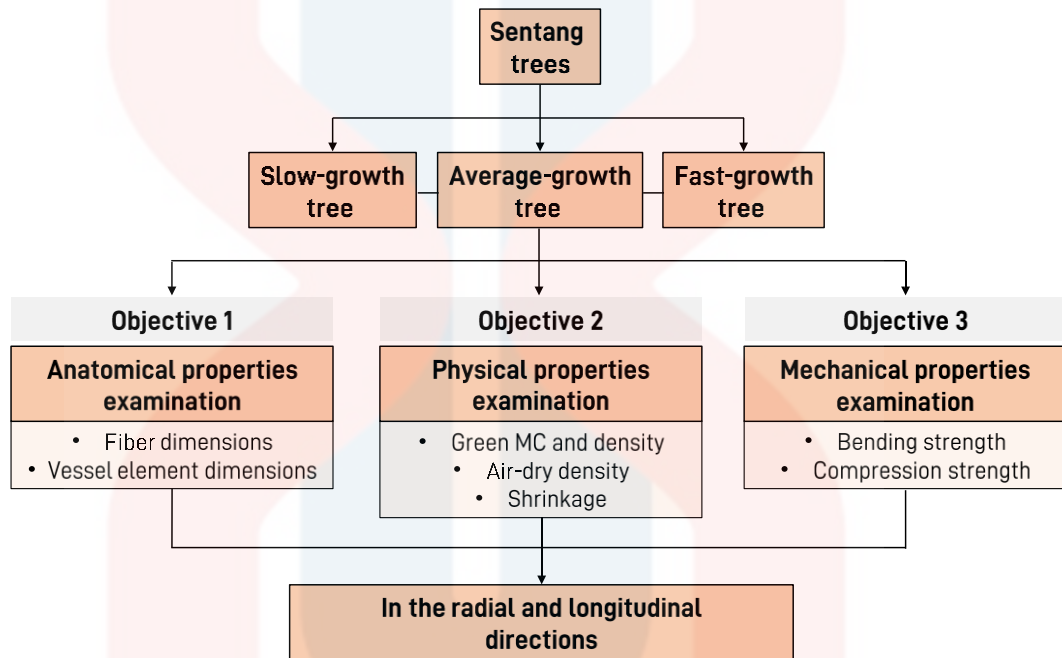 Sentang
trees
Slow-growth
tree
Average-growth
tree
Fast-growth
tree
Objective 1
Anatomical properties
examination
• Fiber dimensions
• Vessel element dimensions
Objective 2
Physical properties
examination
• Green MC and density
• Air-dry density
• Shrinkage
Objective 3
Mechanical properties
examination
• Bending strength
• Compression strength
In the radial and longitudinal
directions